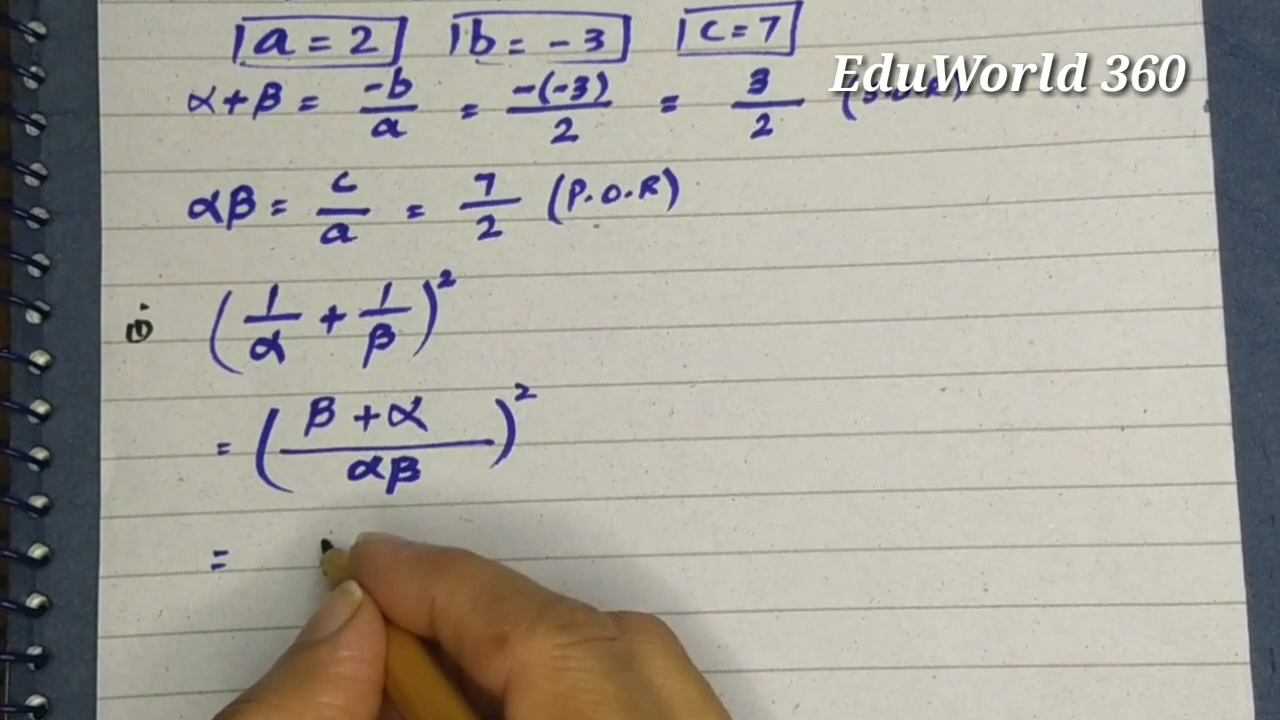 a = 2 b = -3 c = 7
EduWorld 360
α+β = -b/a = -(-3)/2 = 3/2
αβ = c/a = 7/2 (P.O.R)
(1/α + 1/β)²
= (β+α/αβ)²
=